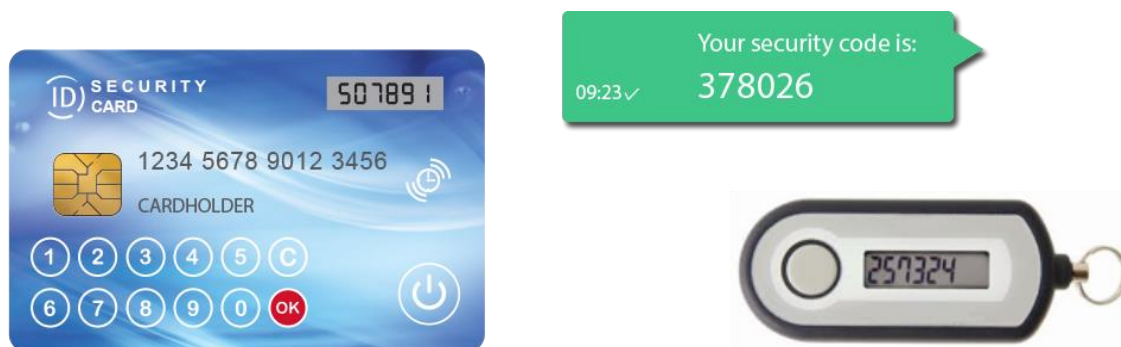 ID) SECURITY
CARD
507891
1234 5678 9012 3456
CARDHOLDER
1 2 3 4 5 C
6 7 8 9 0 OK
Your security code is:
09:23✓ 378026
257324